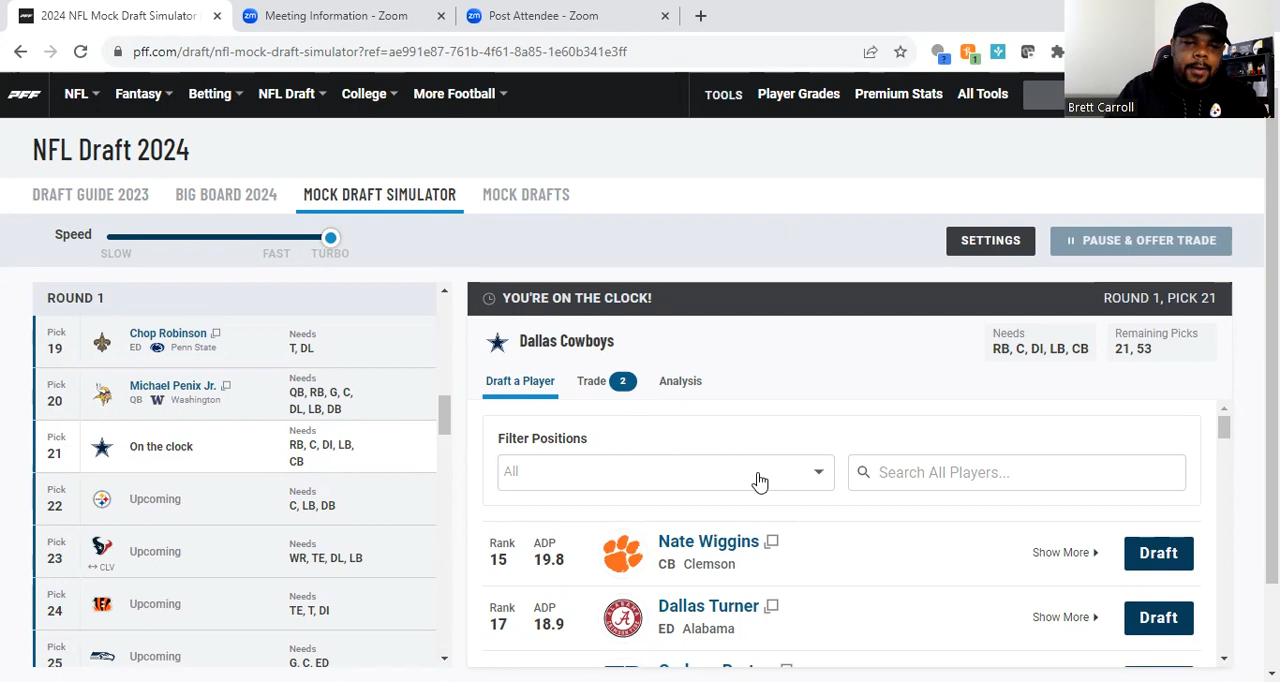 2024 NFL Mock Draft Simulator
Meeting Information - Zoom
Post Attendee - Zoom
pff.com/draft/nfl-mock-draft-simulator?ref=ae991e87-761b-4f61-8a85-1e60b341e3ff
Brett Carroll
PFF NFL Fantasy Betting NFL Draft College More Football TOOLS Player Grades Premium Stats All Tools
NFL Draft 2024
DRAFT GUIDE 2023 BIG BOARD 2024 MOCK DRAFT SIMULATOR MOCK DRAFTS
Speed
SLOW FAST TURBO
SETTINGS
PAUSE & OFFER TRADE
ROUND 1
Pick 19
Chop Robinson
ED Penn State
Needs
T, DL
Pick 20
Michael Penix Jr.
QB W Washington
Needs
QB, RB, G, C,
DL, LB, DB
Pick 21
On the clock
Needs
RB, C, DI, LB,
CB
Pick 22
Upcoming
Needs
C, LB, DB
Pick 23
↔ CLV
Upcoming
Needs
WR, TE, DL, LB
Pick 24
Upcoming
Needs
TE, T, DI
Pick 25
Upcoming
Needs
G, C, ED
YOU'RE ON THE CLOCK!
ROUND 1, PICK 21
Dallas Cowboys
Needs
RB, C, DI, LB, CB
Remaining Picks
21, 53
Draft a Player Trade 2 Analysis
Filter Positions
All
Search All Players...
Rank 15
ADP 19.8
Nate Wiggins
CB Clemson
Show More
Draft
Rank 17
ADP 18.9
Dallas Turner
ED Alabama
Show More
Draft